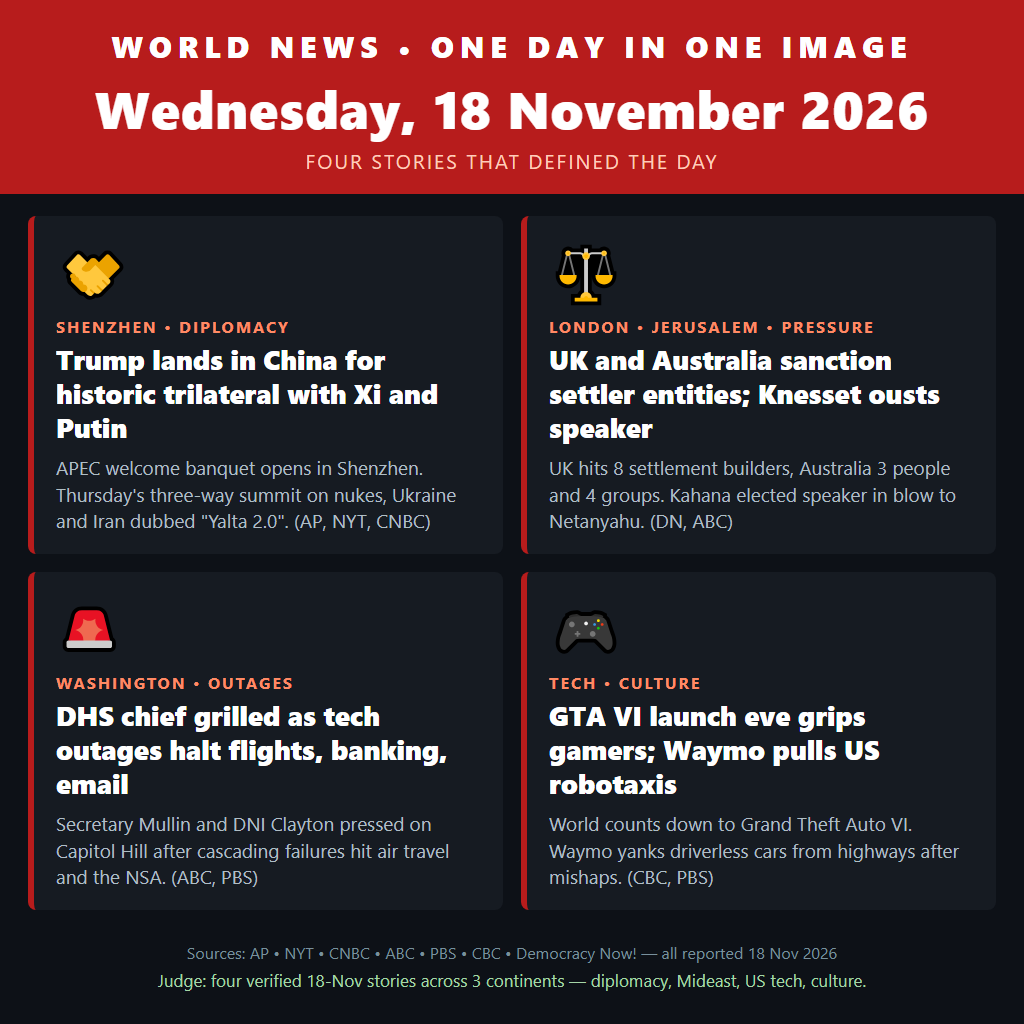 WORLD NEWS • ONE DAY IN ONE IMAGE
Wednesday, 18 November 2026
FOUR STORIES THAT DEFINED THE DAY
SHENZHEN • DIPLOMACY
Trump lands in China for
historic trilateral with Xi and
Putin
APEC welcome banquet opens in Shenzhen.
Thursday's three-way summit on nukes, Ukraine
and Iran dubbed "Yalta 2.0". (AP, NYT, CNBC)
LONDON • JERUSALEM • PRESSURE
UK and Australia sanction
settler entities; Knesset ousts
speaker
UK hits 8 settlement builders, Australia 3 people
and 4 groups. Kahana elected speaker in blow to
Netanyahu. (DN, ABC)
WASHINGTON • OUTAGES
DHS chief grilled as tech
outages halt flights, banking,
email
Secretary Mullin and DNI Clayton pressed on
Capitol Hill after cascading failures hit air travel
and the NSA. (ABC, PBS)
TECH • CULTURE
GTA VI launch eve grips
gamers; Waymo pulls US
robotaxis
World counts down to Grand Theft Auto VI.
Waymo yanks driverless cars from highways after
mishaps. (CBC, PBS)
Sources: AP • NYT • CNBC • ABC • PBS • CBC • Democracy Now! — all reported 18 Nov 2026
Judge: four verified 18-Nov stories across 3 continents — diplomacy, Mideast, US tech, culture.